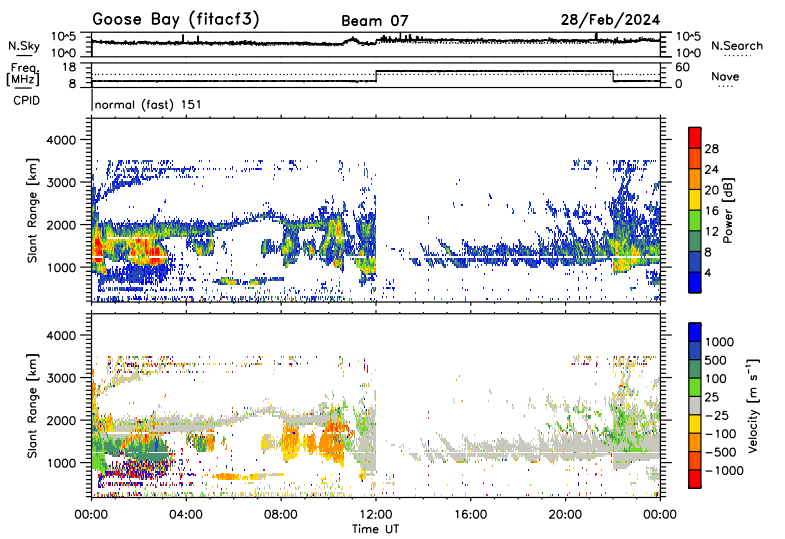 Goose Bay (fitacf3) Beam 07 28/Feb/2024
N.Sky 10^5 10^0 10^5 10^0 N.Search
Freq. [MHz] 18 8 60 0 Nave
CPID normal (fast) 151
Slant Range [km] 4000 3000 2000 1000
Power [dB] 28 24 20 16 12 8 4
Slant Range [km] 4000 3000 2000 1000
Velocity [m s⁻¹] 1000 500 100 25 −25 −100 −500 −1000
00:00 04:00 08:00 12:00 16:00 20:00 00:00
Time UT